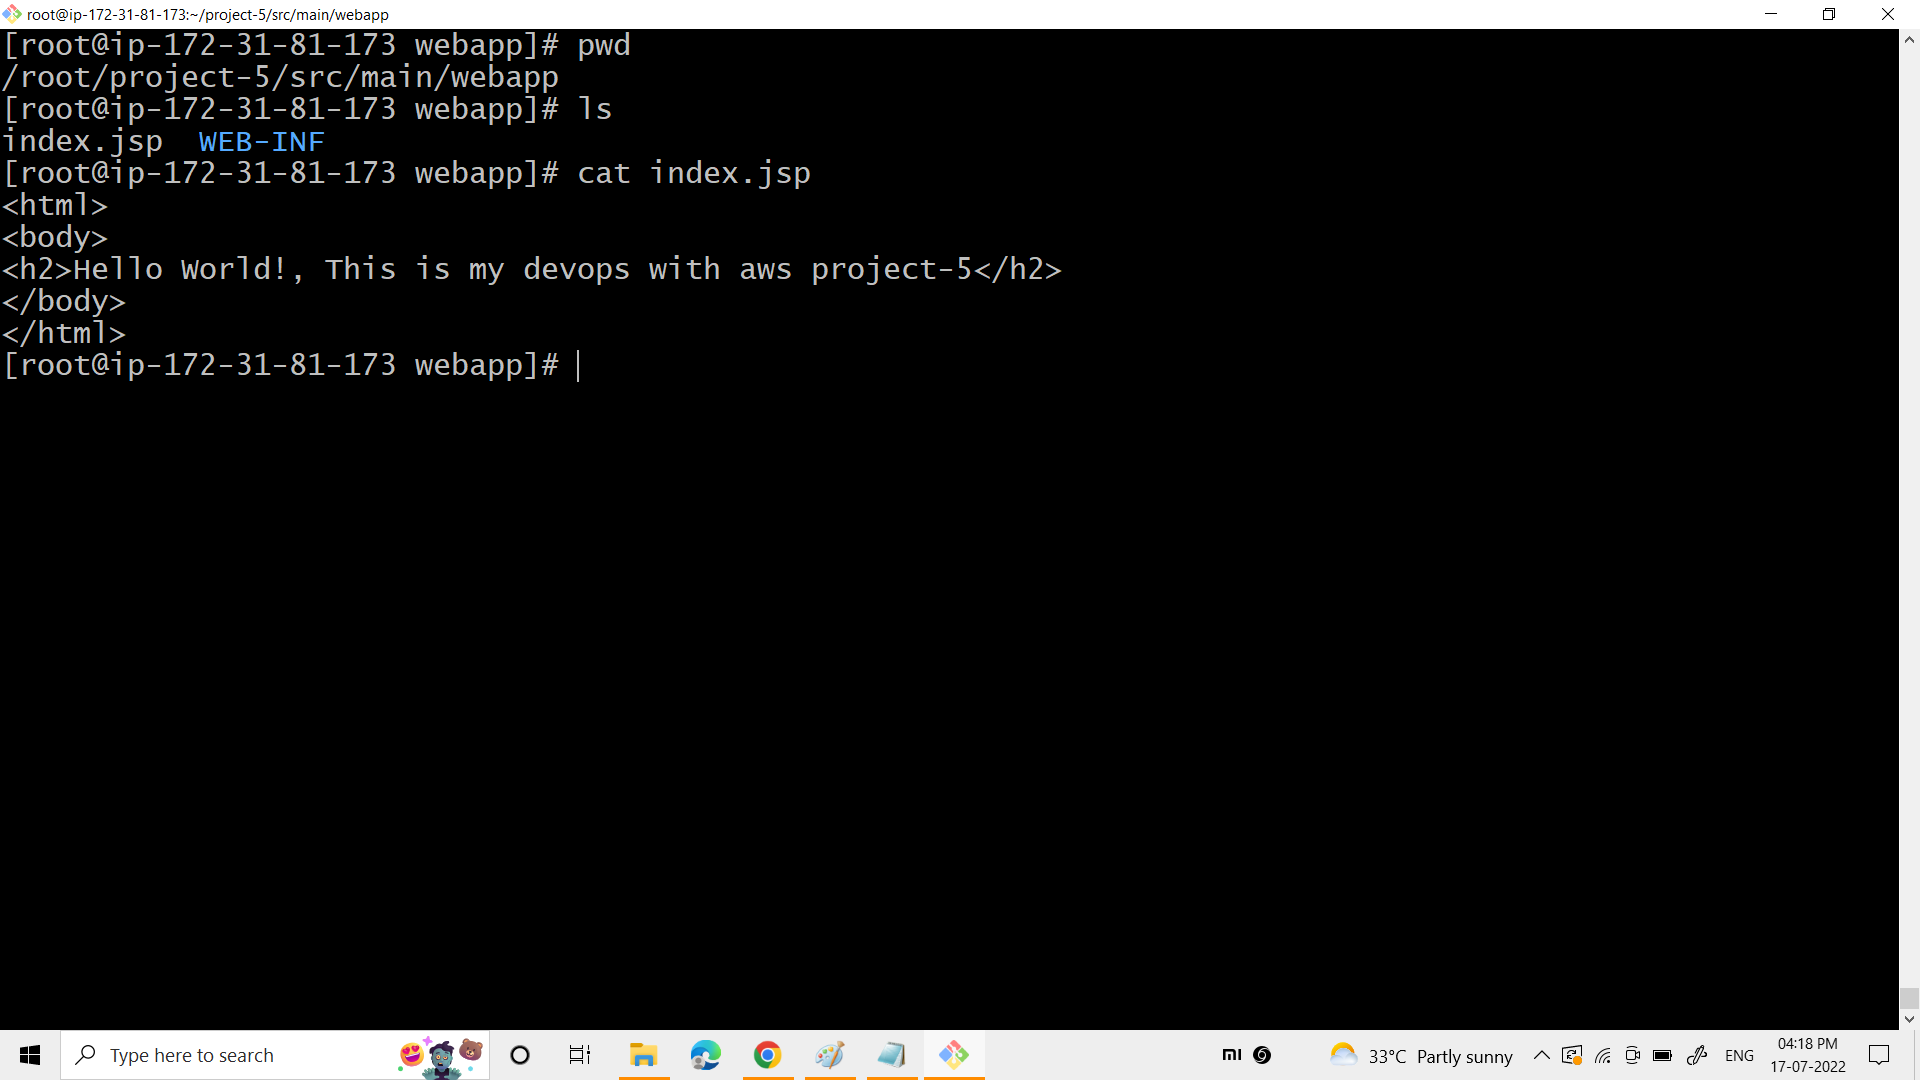 root@ip-172-31-81-173:~/project-5/src/main/webapp
[root@ip-172-31-81-173 webapp]# pwd
/root/project-5/src/main/webapp
[root@ip-172-31-81-173 webapp]# ls
index.jsp  WEB-INF
[root@ip-172-31-81-173 webapp]# cat index.jsp
<html>
<body>
<h2>Hello World!, This is my devops with aws project-5</h2>
</body>
</html>
[root@ip-172-31-81-173 webapp]#
Type here to search
33°C Partly sunny
ENG
04:18 PM
17-07-2022